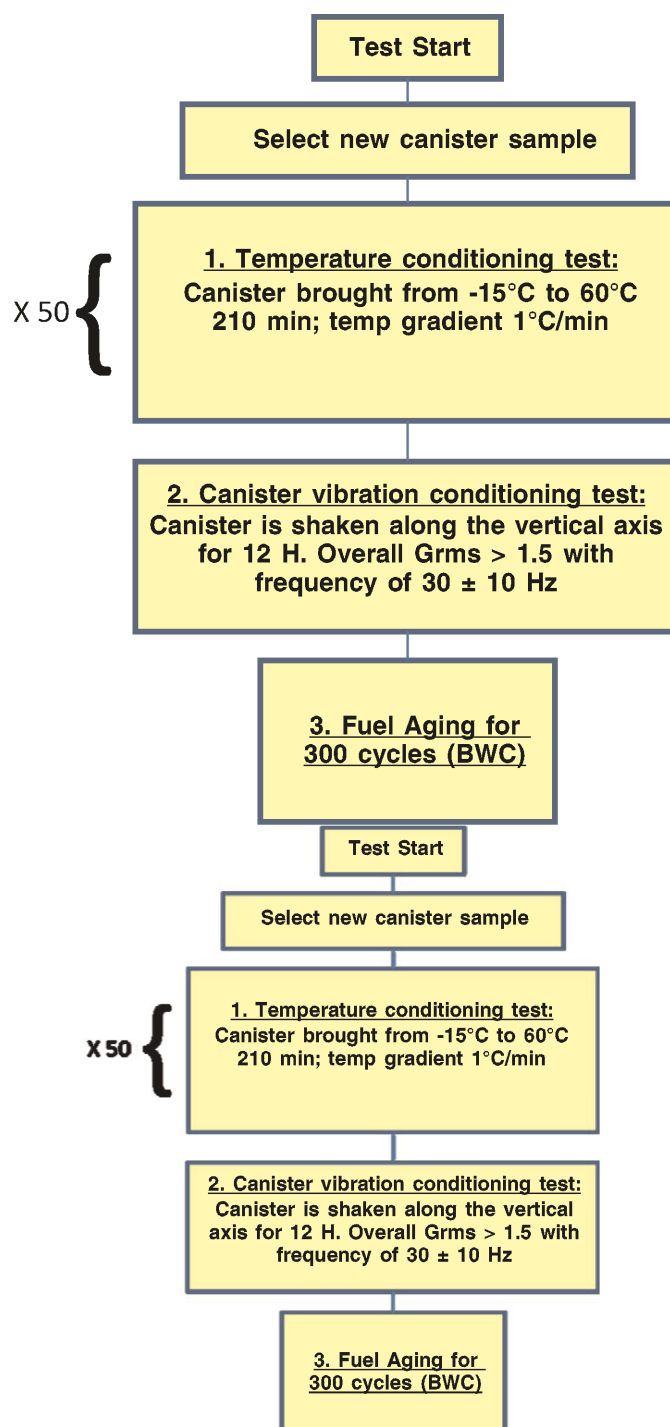 Test Start
Select new canister sample
X 50
1. Temperature conditioning test:
Canister brought from -15°C to 60°C
210 min; temp gradient 1°C/min
2. Canister vibration conditioning test:
Canister is shaken along the vertical axis
for 12 H. Overall Grms > 1.5 with
frequency of 30 ± 10 Hz
3. Fuel Aging for
300 cycles (BWC)
Test Start
Select new canister sample
X 50
1. Temperature conditioning test:
Canister brought from -15°C to 60°C
210 min; temp gradient 1°C/min
2. Canister vibration conditioning test:
Canister is shaken along the vertical
axis for 12 H. Overall Grms > 1.5 with
frequency of 30 ± 10 Hz
3. Fuel Aging for
300 cycles (BWC)